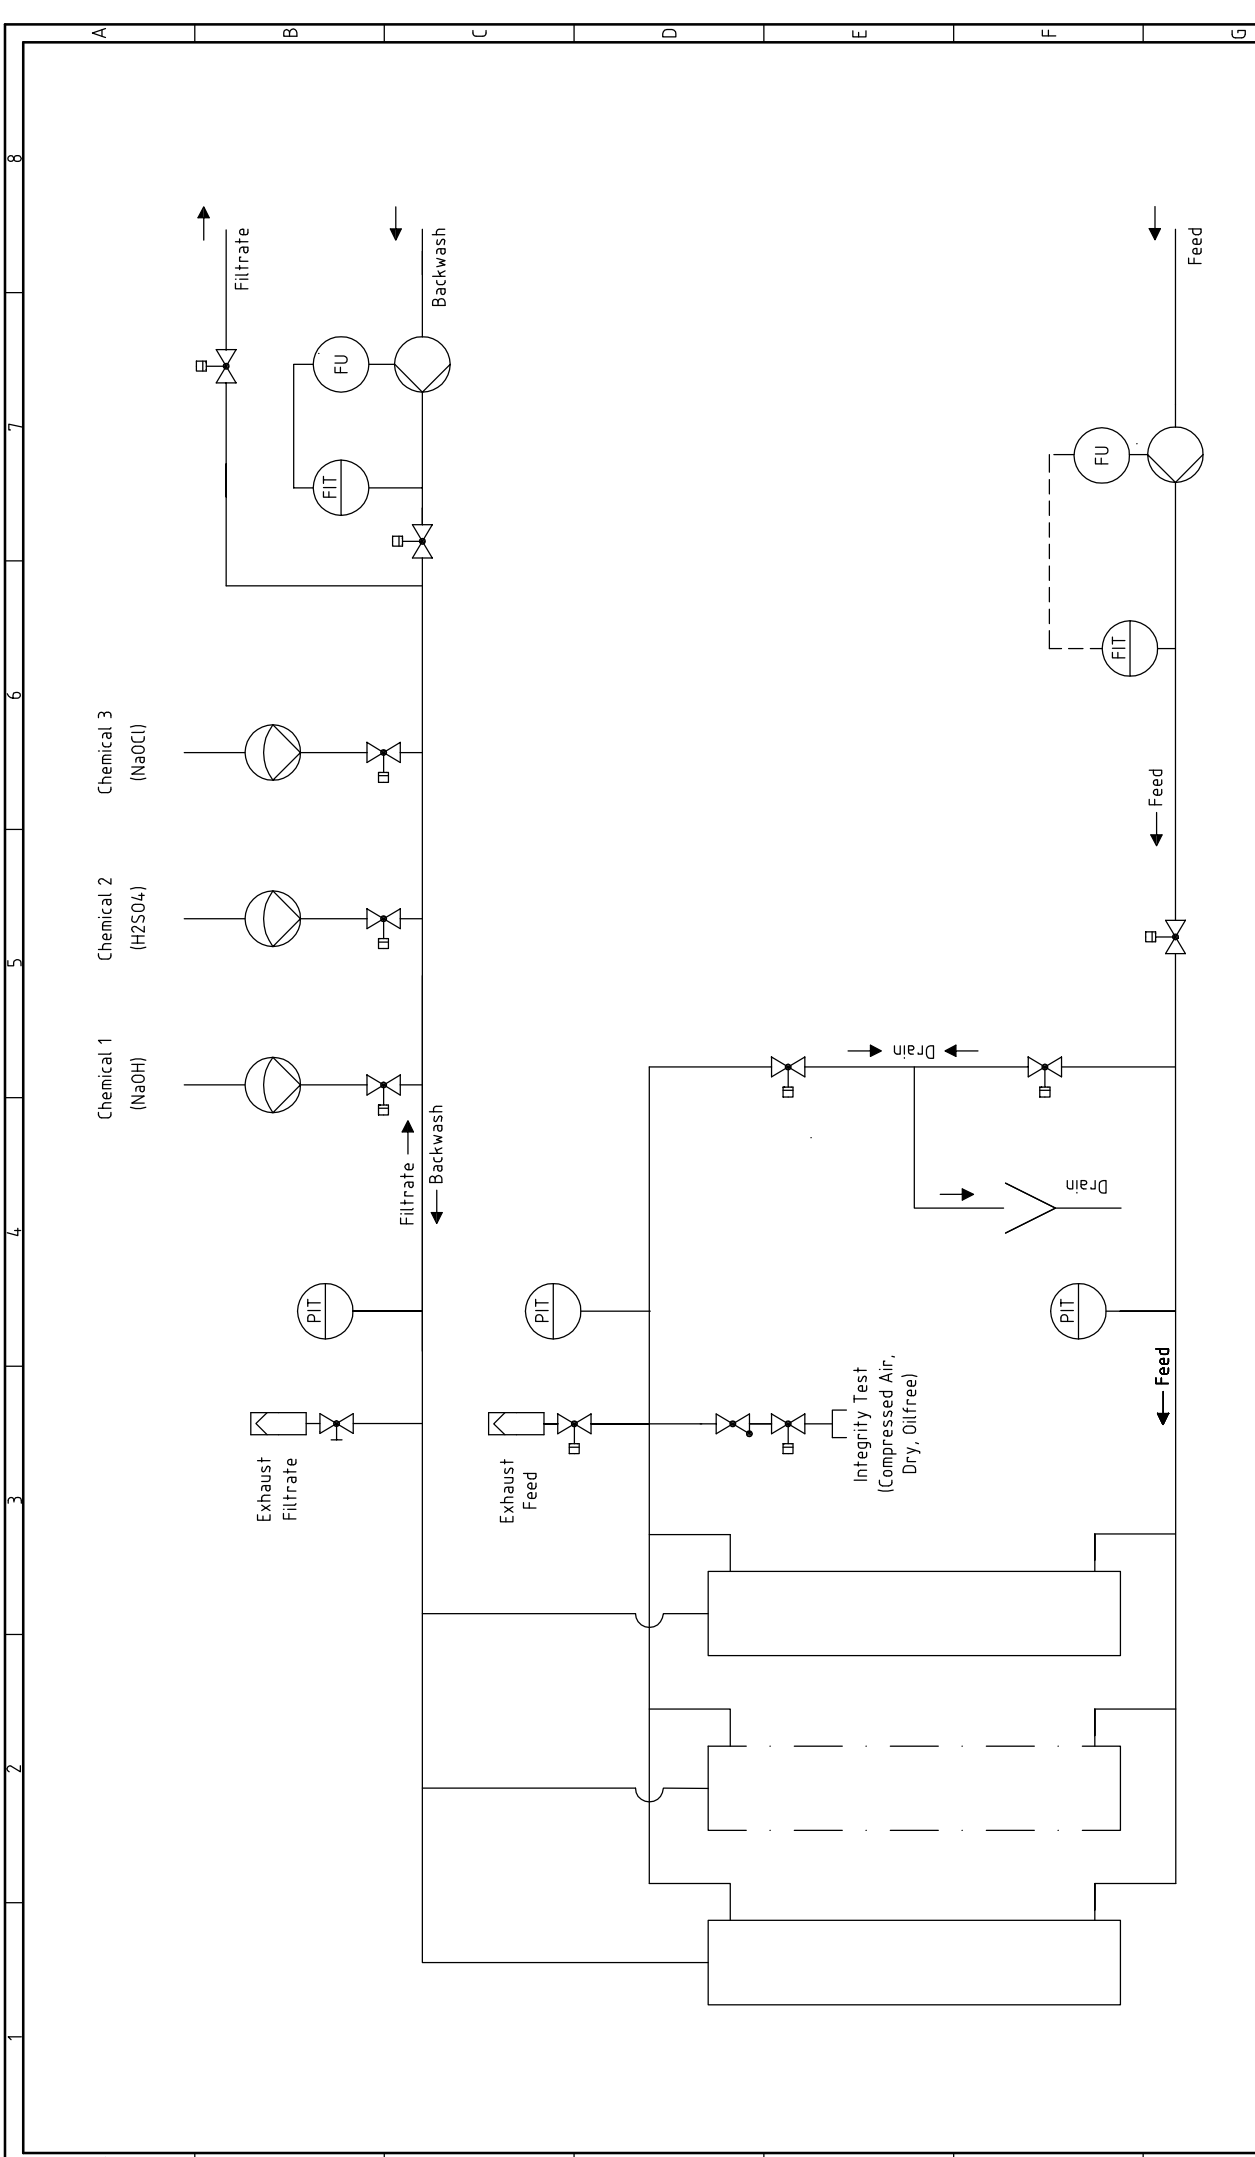 A
B
C
D
E
F
G
8
7
6
5
4
3
2
1
Filtrate
Backwash
Feed
FU
FIT
FU
FIT
Chemical 3
(NaOCl)
Chemical 2
(H2SO4)
Chemical 1
(NaOH)
Feed
Drain
Drain
Filtrate
Backwash
PIT
PIT
PIT
Feed
Exhaust
Filtrate
Exhaust
Feed
Integrity Test
(Compressed Air,
Dry, Oilfree)